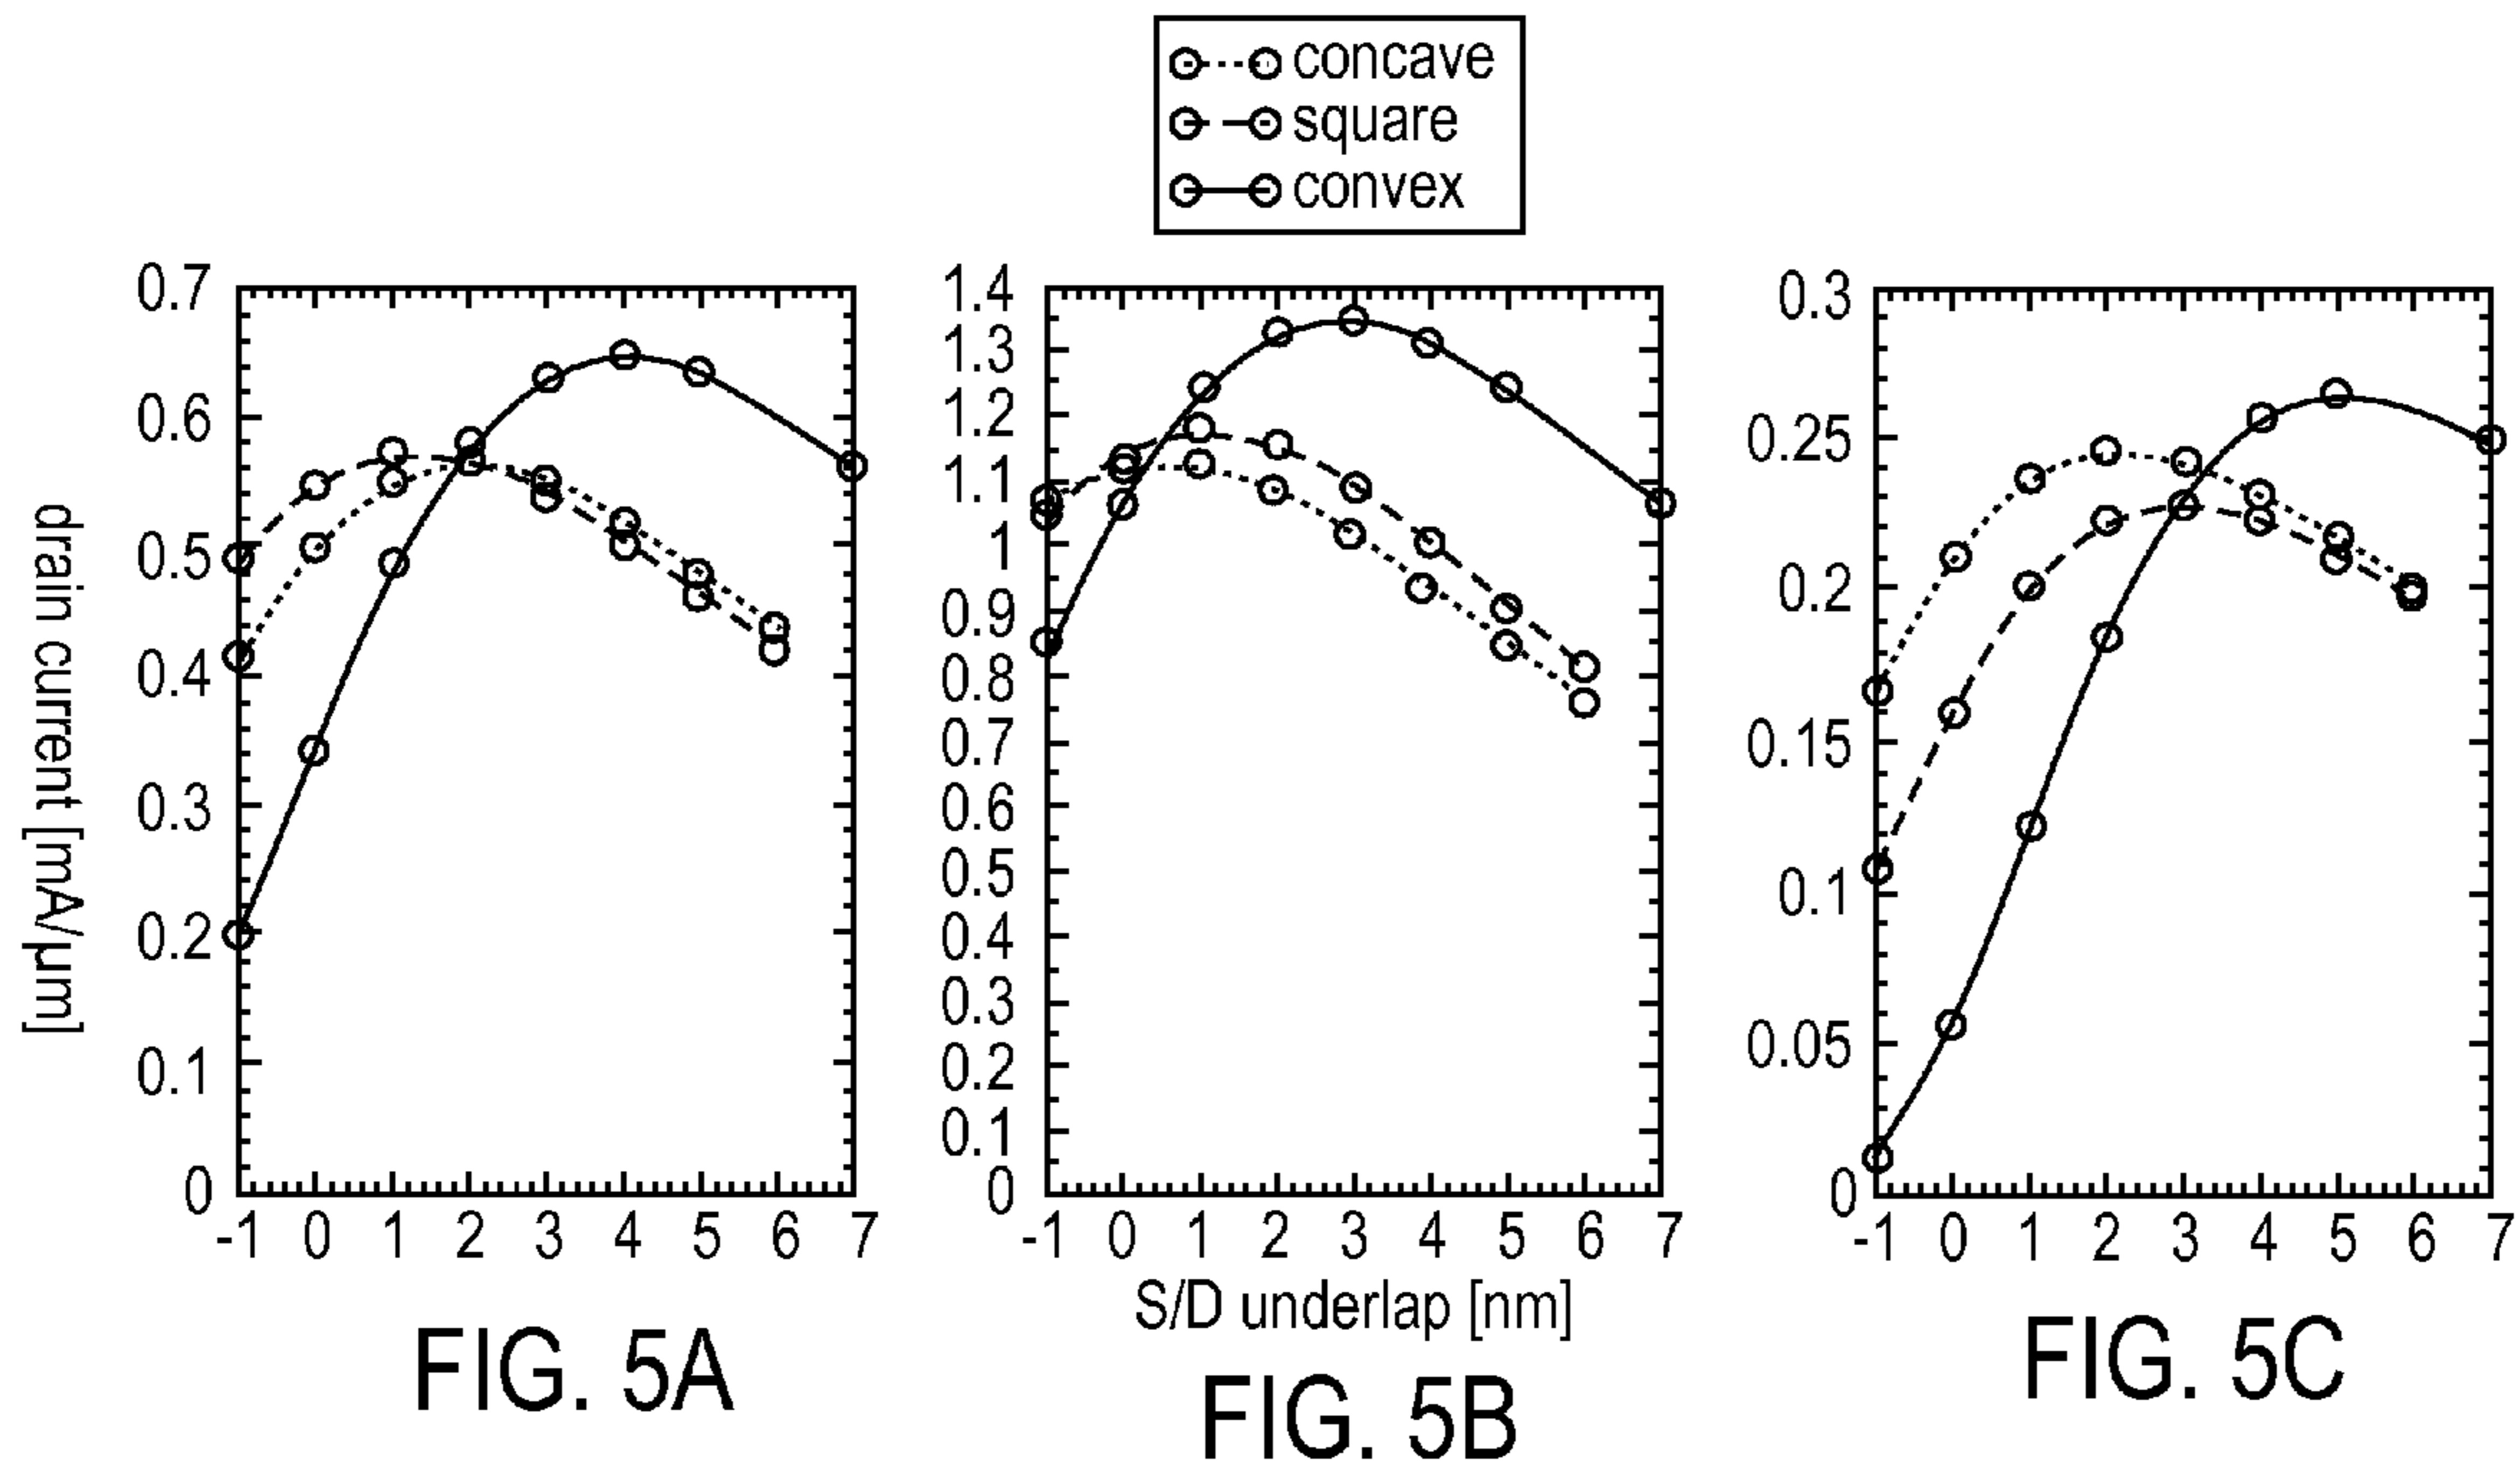 concave
square
convex
drain current [mA/μm]
0.7
0.6
0.5
0.4
0.3
0.2
0.1
0
-1 0 1 2 3 4 5 6 7
FIG. 5A
1.4
1.3
1.2
1.1
1
0.9
0.8
0.7
0.6
0.5
0.4
0.3
0.2
0.1
0
-1 0 1 2 3 4 5 6 7
S/D underlap [nm]
FIG. 5B
0.3
0.25
0.2
0.15
0.1
0.05
0
-1 0 1 2 3 4 5 6 7
FIG. 5C